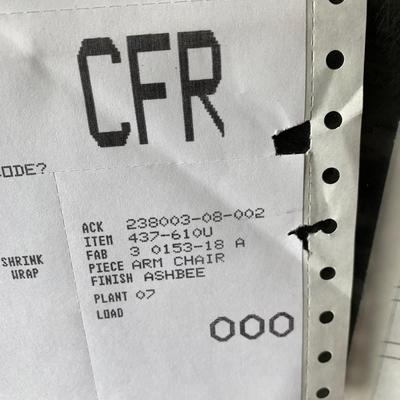 CFR
ODE?
ACK 238003-08-002
ITEM 437-610U
FAB 3 0153-18 A
PIECE ARM CHAIR
FINISH ASHBEE
SHRINK
WRAP
PLANT 07
LOAD
000